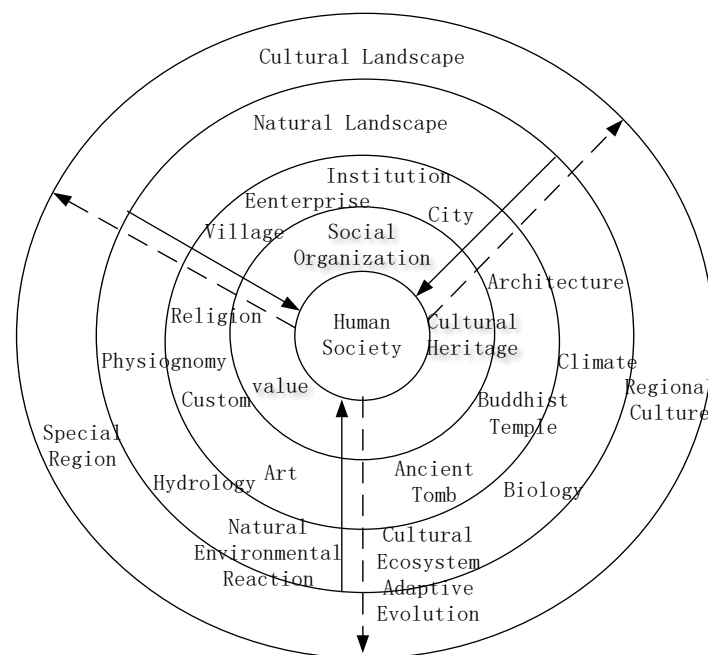 Cultural Landscape
Natural Landscape
Institution
Eenterprise
City
Village
Social
Organization
Architecture
Religion
Human
Society
Cultural
Heritage
Physiognomy
Climate
Regional
Culture
Custom
value
Buddhist
Temple
Special
Region
Hydrology
Art
Ancient
Tomb
Biology
Natural
Environmental
Reaction
Cultural
Ecosystem
Adaptive
Evolution